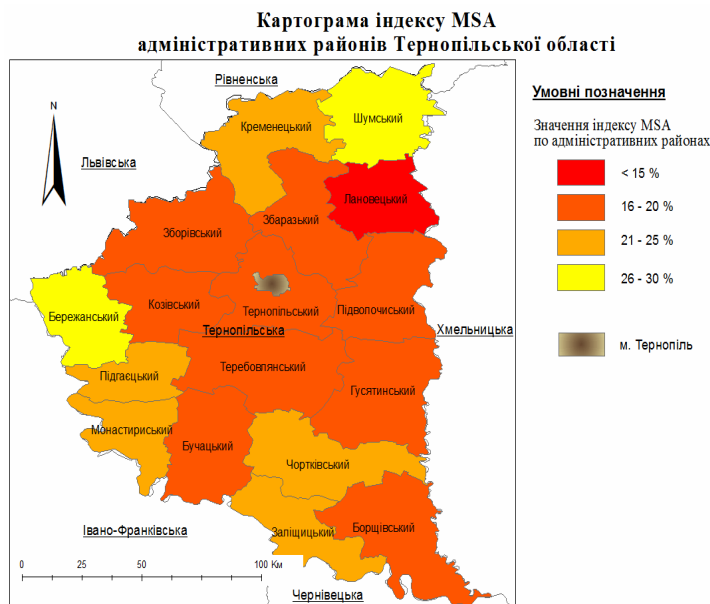 Картограма індексу MSA
адміністративних районів Тернопільської області
Рівненська
Умовні позначення
Шумський
Кременецький
N
Значення індексу MSA
по адміністративних районах
Львівська
< 15 %
Лановецький
16 - 20 %
Збаразький
Зборівський
21 - 25 %
26 - 30 %
Козівський
Тернопільський
Підволочиський
Бережанський
Тернопільська
Хмельницька
м. Тернопіль
Теребовлянський
Підгаєцький
Гусятинський
Монастириський
Бучацький
Чортківський
Івано-Франківська
Заліщицький
Борщівський
0 50 100 Км
25
Чернівецька